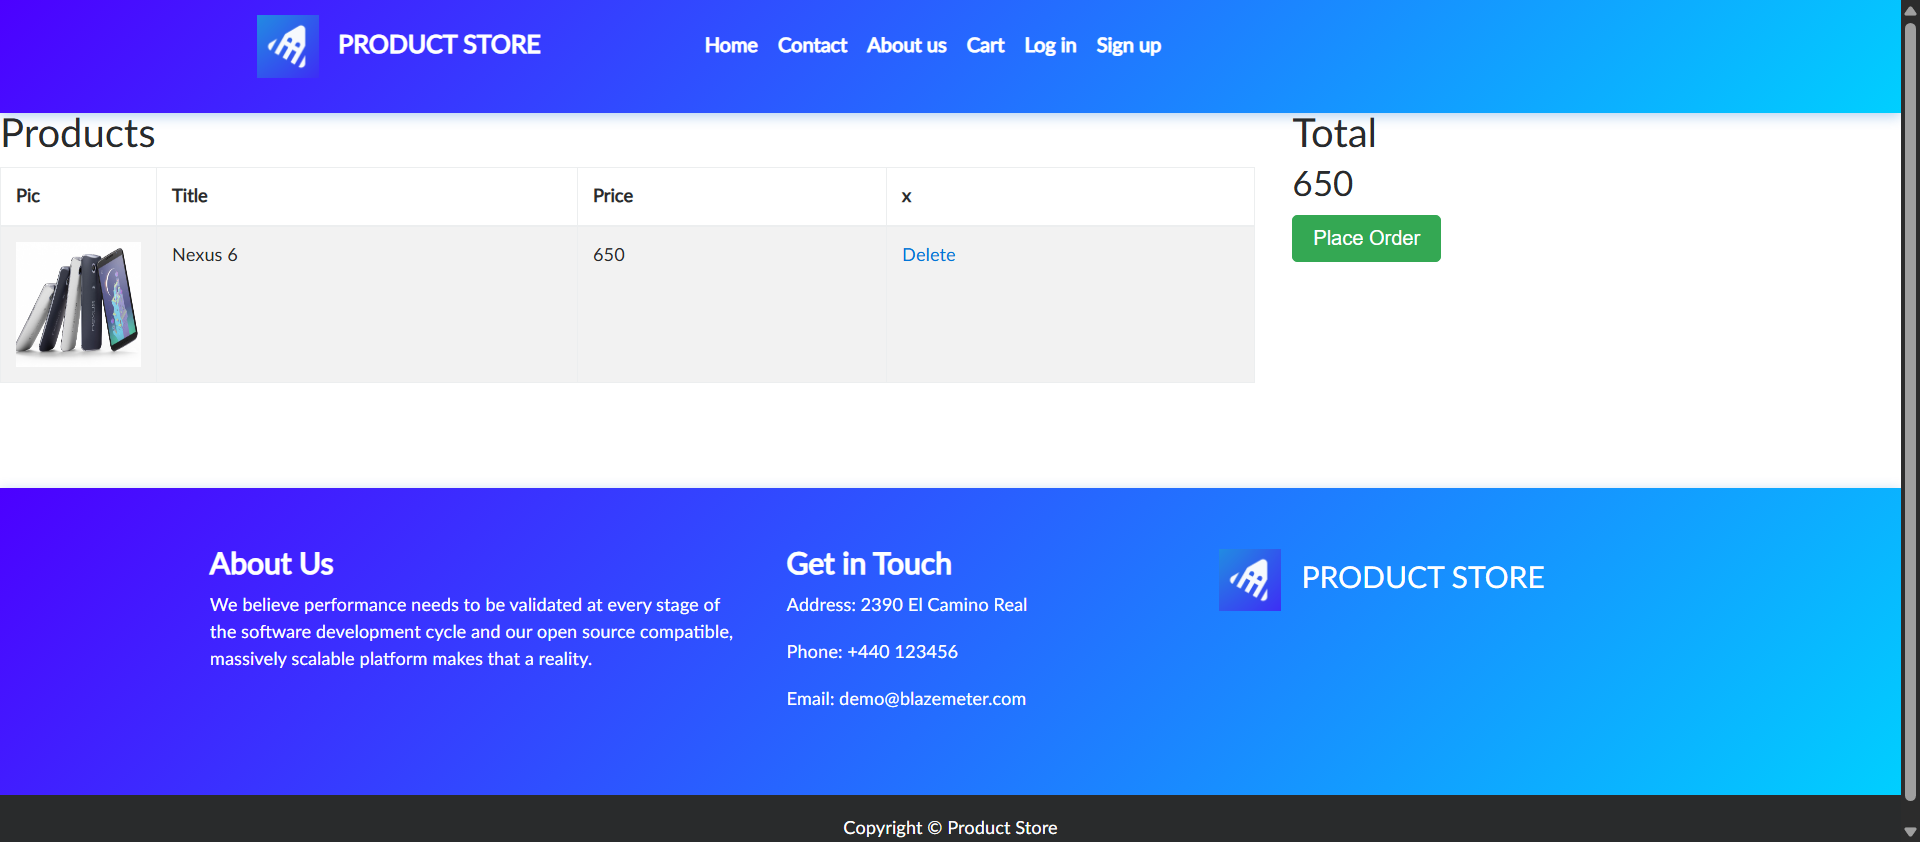 PRODUCT STORE
Home Contact About us Cart Log in Sign up
Products
Pic Title Price x
Nexus 6 650 Delete
Total
650
Place Order
About Us
We believe performance needs to be validated at every stage of
the software development cycle and our open source compatible,
massively scalable platform makes that a reality.
Get in Touch
Address: 2390 El Camino Real
Phone: +440 123456
Email: demo@blazemeter.com
PRODUCT STORE
Copyright © Product Store